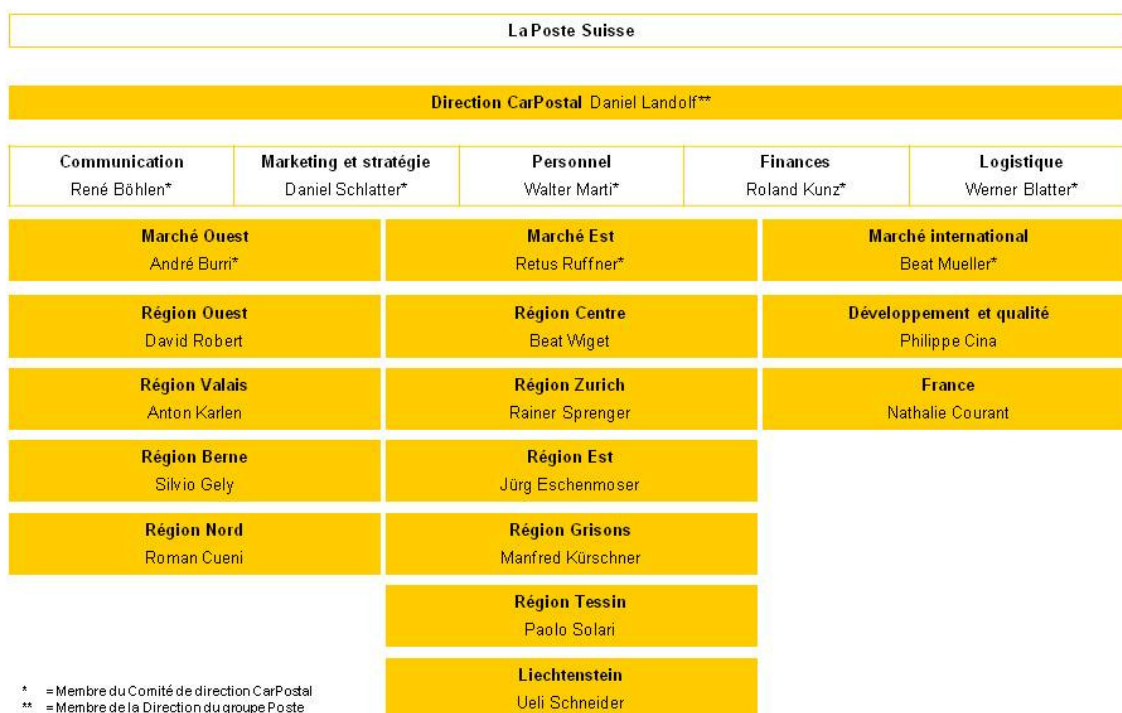 La Poste Suisse
Direction CarPostal Daniel Landolf**
Communication
René Böhlen*
Marketing et stratégie
Daniel Schlatter*
Personnel
Walter Marti*
Finances
Roland Kunz*
Logistique
Werner Blatter*
Marché Ouest
André Burri*
Marché Est
Retus Ruffner*
Marché international
Beat Mueller*
Région Ouest
David Robert
Région Centre
Beat Wiget
Développement et qualité
Philippe Cina
Région Valais
Anton Karlen
Région Zurich
Rainer Sprenger
France
Nathalie Courant
Région Berne
Silvio Gely
Région Est
Jürg Eschenmoser
Région Nord
Roman Cueni
Région Grisons
Manfred Kürschner
Région Tessin
Paolo Solari
Liechtenstein
Ueli Schneider
* = Membre du Comité de direction CarPostal
** = Membre de la Direction du groupe Poste